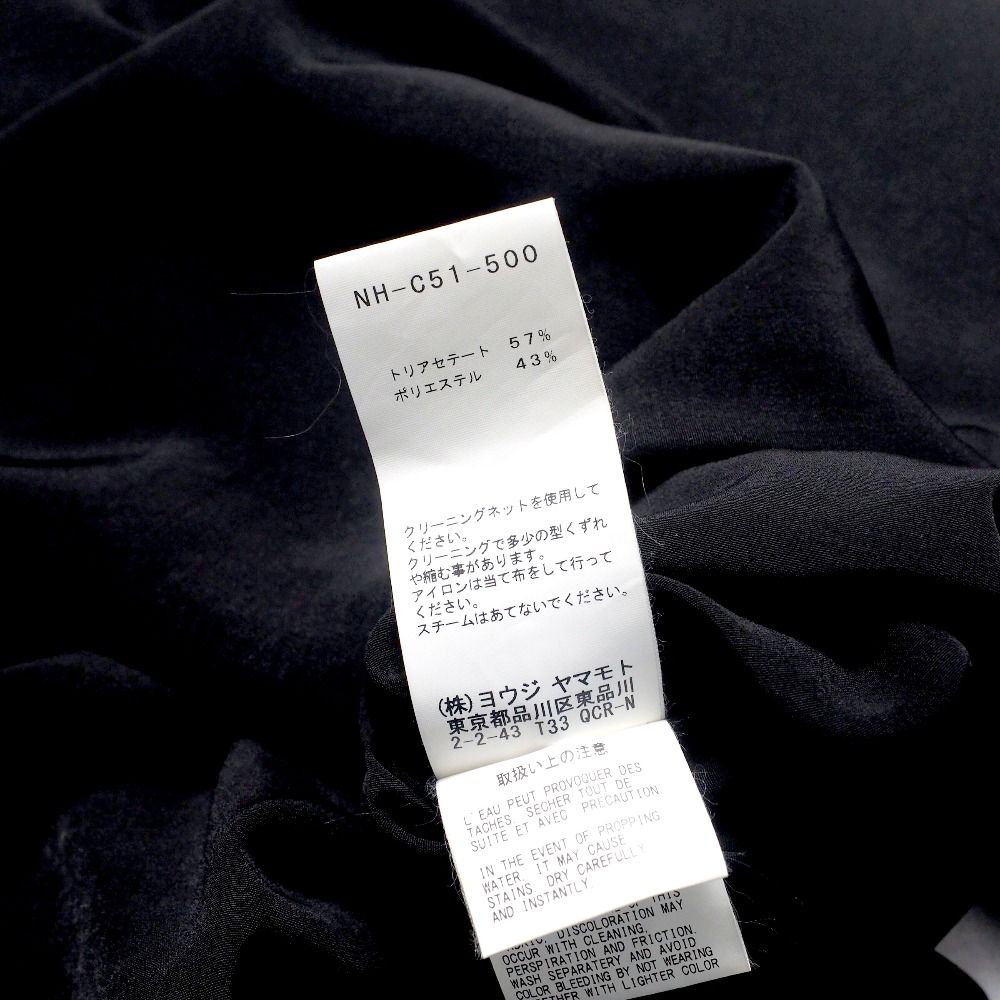 NH-C51-500
トリアセテート 57%
ポリエステル 43%
クリーニングネットを使用して
ください。
クリーニングで多少の型くずれ
や縮む事があります。
アイロンは当て布をして行って
ください。
スチームはあてないでください。
(株)ヨウジ ヤマモト
東京都品川区東品川
2-2-43 T33 QCR-N
取扱い上の注意
L'EAU PEUT PROVOQUER DES
TACHES SECHER TOUT DE
SUITE ET AVEC PRECAUTION.
IN THE EVENT OF PROPPING
WATER, IT MAY CAUSE
STAINS. DRY CAREFULLY
AND INSTANTLY
OF THIS
DISCOLORATION MAY
OCCUR WITH CLEANING,
PERSPIRATION AND FRICTION.
WASH SEPARATERY AND AVOID
COLOR BLEEDING BY NOT WEARING
WITH LIGHTER COLOR